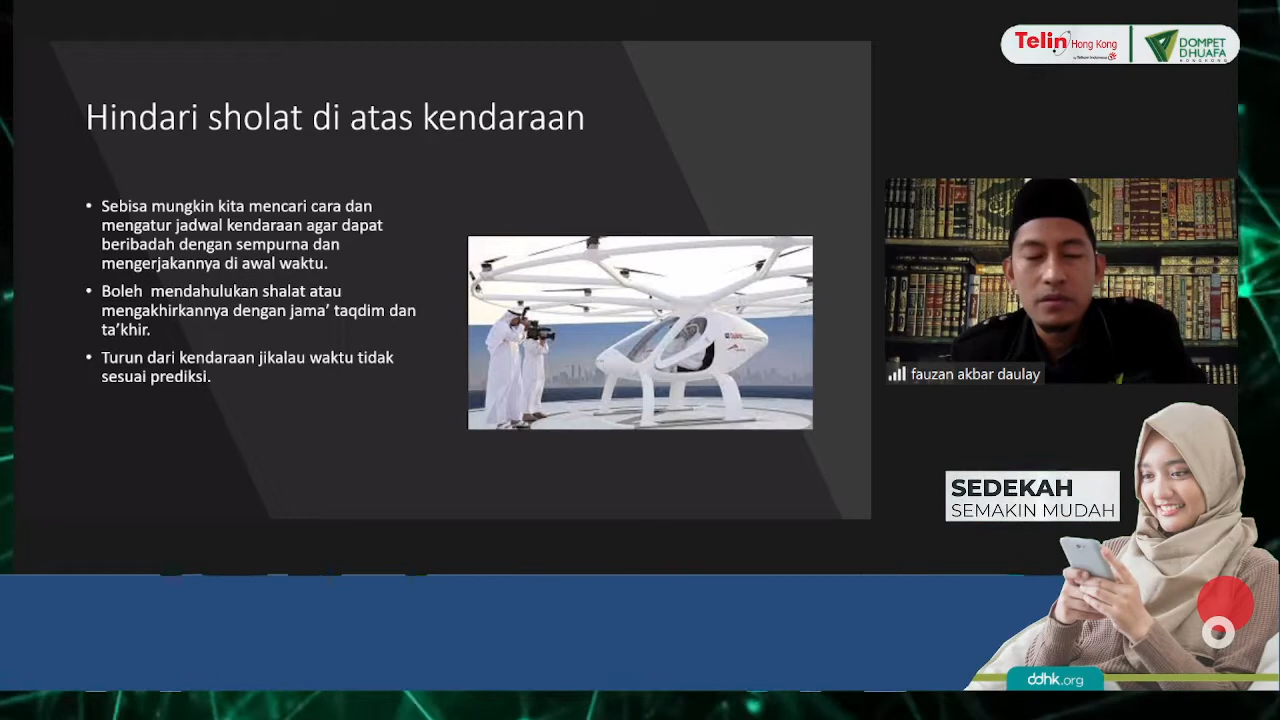 Telin Hong Kong
by Telkom Indonesia
DOMPET
DHUAFA
HONGKONG
Hindari sholat di atas kendaraan
• Sebisa mungkin kita mencari cara dan
mengatur jadwal kendaraan agar dapat
beribadah dengan sempurna dan
mengerjakannya di awal waktu.
• Boleh  mendahulukan shalat atau
mengakhirkannya dengan jama’ taqdim dan
ta’khir.
• Turun dari kendaraan jikalau waktu tidak
sesuai prediksi.
fauzan akbar daulay
SEDEKAH
SEMAKIN MUDAH
ddhk.org